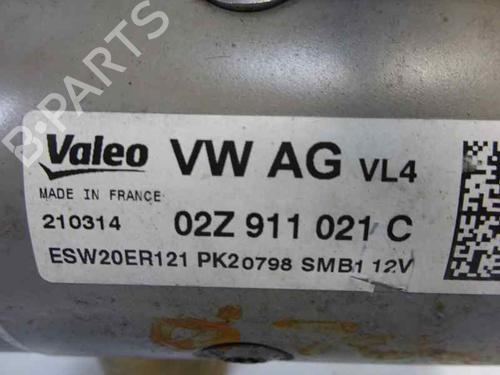 B-PARTS
Valeo VW AG VL4
MADE IN FRANCE
210314 02Z 911 021 C
ESW20ER121 PK20798 SMB1 12V